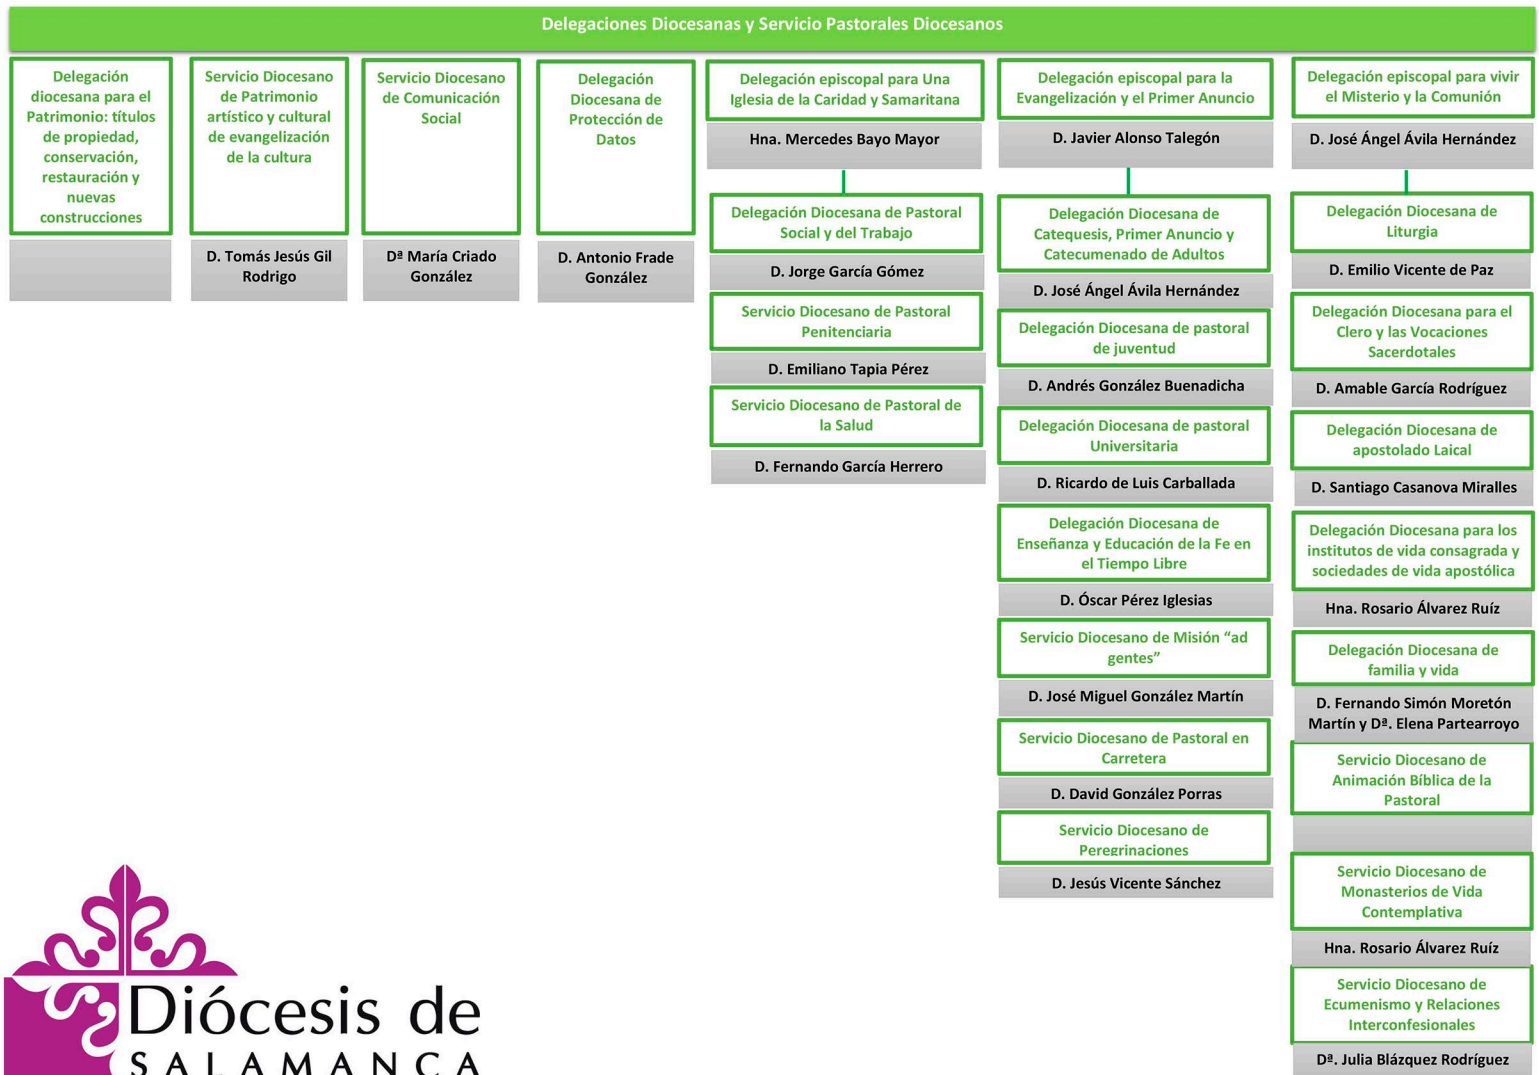 Delegaciones Diocesanas y Servicio Pastorales Diocesanos
Delegación
diocesana para el
Patrimonio: títulos
de propiedad,
conservación,
restauración y
nuevas
construcciones
Servicio Diocesano
de Patrimonio
artístico y cultural
de evangelización
de la cultura
D. Tomás Jesús Gil
Rodrigo
Servicio Diocesano
de Comunicación
Social
Dª María Criado
González
Delegación
Diocesana de
Protección de
Datos
D. Antonio Frade
González
Delegación episcopal para Una
Iglesia de la Caridad y Samaritana
Hna. Mercedes Bayo Mayor
Delegación Diocesana de Pastoral
Social y del Trabajo
D. Jorge García Gómez
Servicio Diocesano de Pastoral
Penitenciaria
D. Emiliano Tapia Pérez
Servicio Diocesano de Pastoral de
la Salud
D. Fernando García Herrero
Delegación episcopal para la
Evangelización y el Primer Anuncio
D. Javier Alonso Talegón
Delegación Diocesana de
Catequesis, Primer Anuncio y
Catecumenado de Adultos
D. José Ángel Ávila Hernández
Delegación Diocesana de pastoral
de juventud
D. Andrés González Buenadicha
Delegación Diocesana de pastoral
Universitaria
D. Ricardo de Luis Carballada
Delegación Diocesana de
Enseñanza y Educación de la Fe en
el Tiempo Libre
D. Óscar Pérez Iglesias
Servicio Diocesano de Misión “ad
gentes”
D. José Miguel González Martín
Servicio Diocesano de Pastoral en
Carretera
D. David González Porras
Servicio Diocesano de
Peregrinaciones
D. Jesús Vicente Sánchez
Delegación episcopal para vivir
el Misterio y la Comunión
D. José Ángel Ávila Hernández
Delegación Diocesana de
Liturgia
D. Emilio Vicente de Paz
Delegación Diocesana para el
Clero y las Vocaciones
Sacerdotales
D. Amable García Rodríguez
Delegación Diocesana de
apostolado Laical
D. Santiago Casanova Miralles
Delegación Diocesana para los
institutos de vida consagrada y
sociedades de vida apostólica
Hna. Rosario Álvarez Ruíz
Delegación Diocesana de
familia y vida
D. Fernando Simón Moretón
Martín y Dª. Elena Partearroyo
Servicio Diocesano de
Animación Bíblica de la
Pastoral
Servicio Diocesano de
Monasterios de Vida
Contemplativa
Hna. Rosario Álvarez Ruíz
Servicio Diocesano de
Ecumenismo y Relaciones
Interconfesionales
Dª. Julia Blázquez Rodríguez
Diócesis de
SALAMANCA